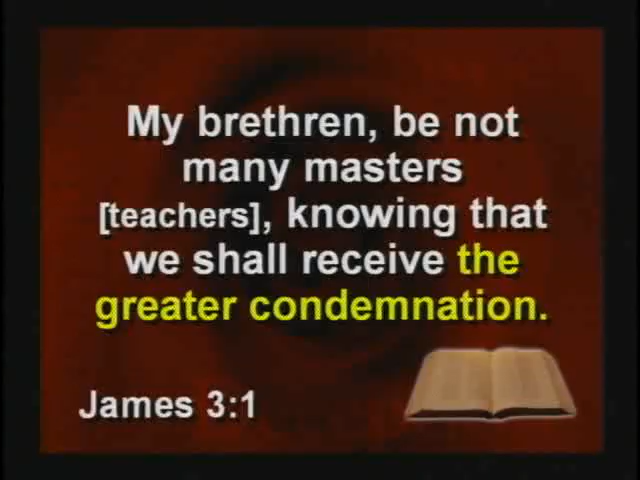 My brethren, be not
many masters
[teachers], knowing that
we shall receive the
greater condemnation.
James 3:1